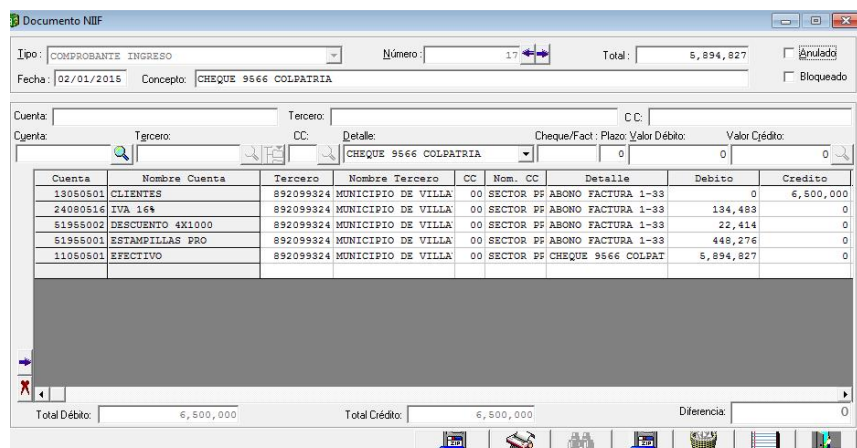 Documento NIIF
Tipo: COMPROBANTE INGRESO Número: 17 Total: 5,894,827 Anulado
Fecha: 02/01/2015 Concepto: CHEQUE 9566 COLPATRIA Bloqueado
Cuenta: Tercero: CC:
Cuenta: Tercero: CC: Detalle: Cheque/Fact: Plazo: Valor Débito: Valor Crédito:
CHEQUE 9566 COLPATRIA 0 0 0
Cuenta Nombre Cuenta Tercero Nombre Tercero CC Nom. CC Detalle Debito Credito
13050501 CLIENTES 892099324 MUNICIPIO DE VILLA 00 SECTOR PF ABONO FACTURA 1-33 0 6,500,000
24080516 IVA 16% 892099324 MUNICIPIO DE VILLA 00 SECTOR PF ABONO FACTURA 1-33 134,483 0
51955002 DESCUENTO 4X1000 892099324 MUNICIPIO DE VILLA 00 SECTOR PF ABONO FACTURA 1-33 22,414 0
51955001 ESTAMPILLAS PRO 892099324 MUNICIPIO DE VILLA 00 SECTOR PF ABONO FACTURA 1-33 448,276 0
11050501 EFECTIVO 892099324 MUNICIPIO DE VILLA 00 SECTOR PF CHEQUE 9566 COLPAT 5,894,827 0
Total Débito: 6,500,000 Total Crédito: 6,500,000 Diferencia: 0
ZIP ZIP